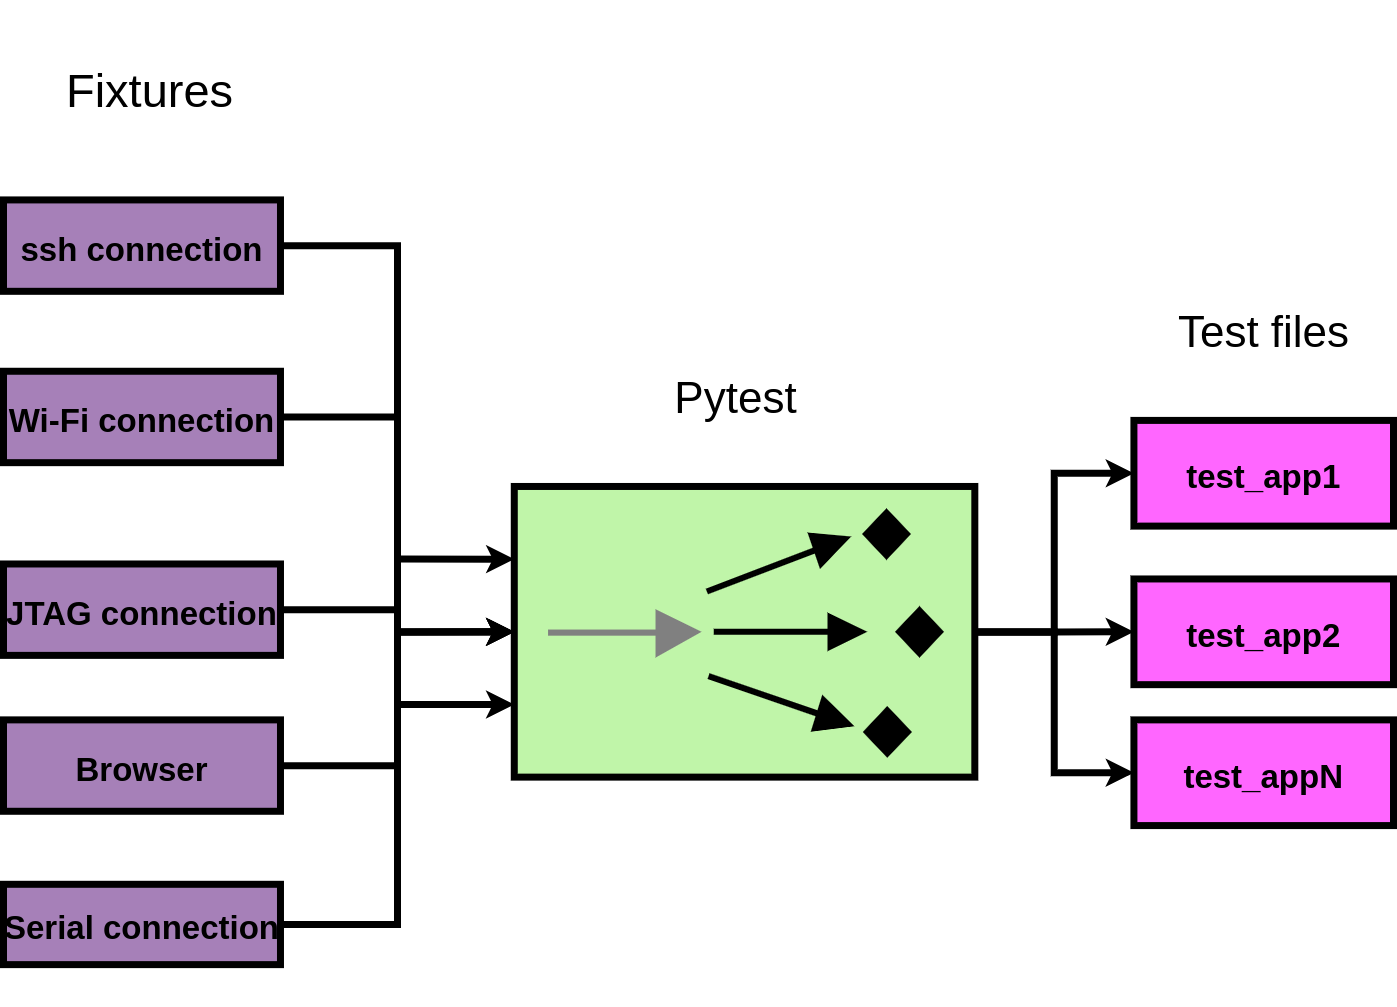 Fixtures
ssh connection
Wi-Fi connection
JTAG connection
Browser
Serial connection
Pytest
Test files
test_app1
test_app2
test_appN